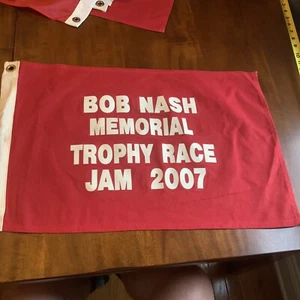 BOB NASH
MEMORIAL
TROPHY RACE
JAM 2007